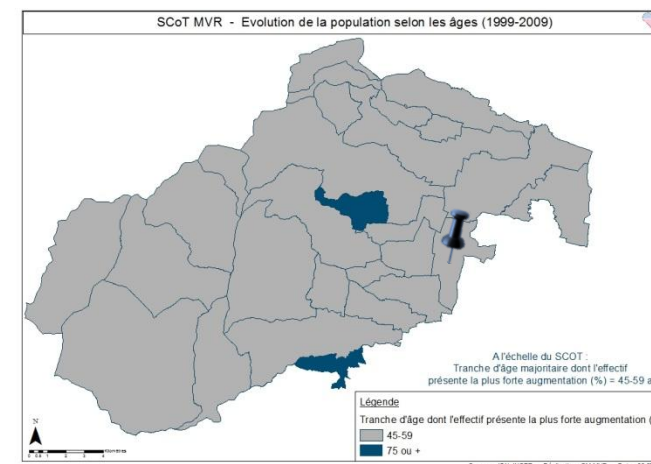 SCoT MVR - Evolution de la population selon les âges (1999-2009)
A l'échelle du SCOT :
Tranche d'âge majoritaire dont l'effectif
présente la plus forte augmentation (%) = 45-59 a
Légende
Tranche d'âge dont l'effectif présente la plus forte augmentation (
45-59
75 ou +
N